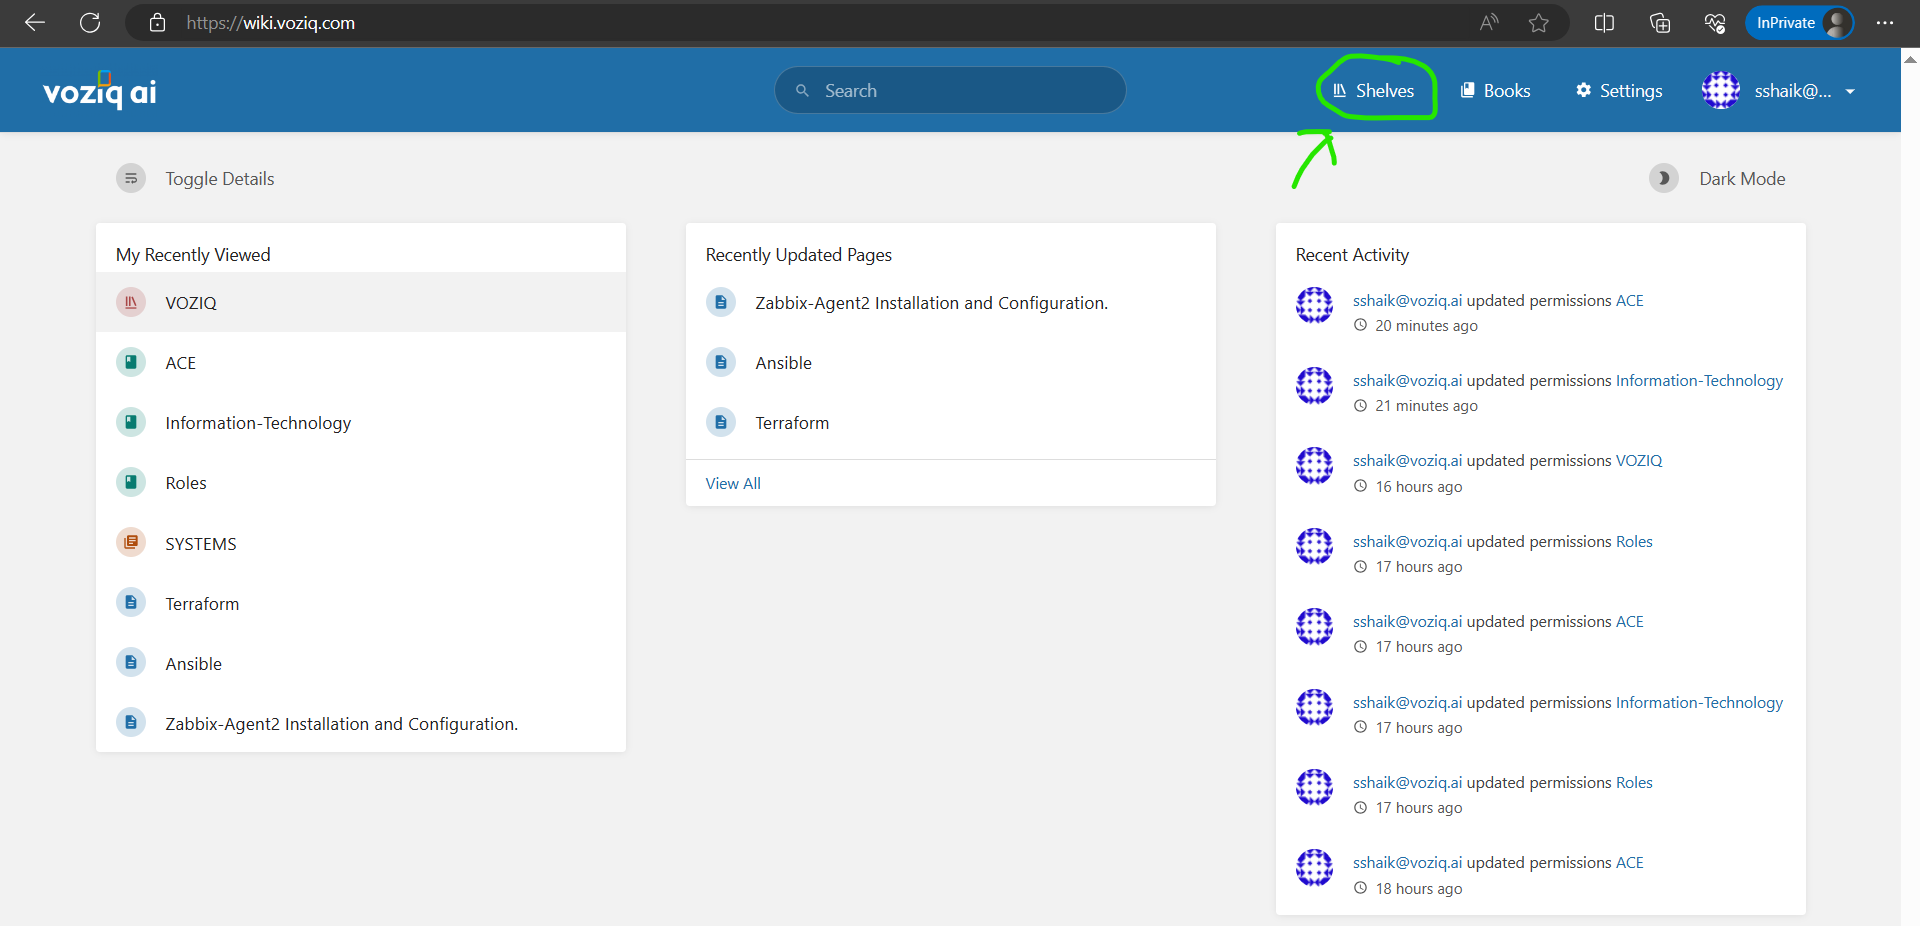 https://wiki.voziq.com
InPrivate
voziq ai
Search
Shelves
Books
Settings
sshaik@...
Toggle Details
Dark Mode
My Recently Viewed
VOZIQ
ACE
Information-Technology
Roles
SYSTEMS
Terraform
Ansible
Zabbix-Agent2 Installation and Configuration.
Recently Updated Pages
Zabbix-Agent2 Installation and Configuration.
Ansible
Terraform
View All
Recent Activity
sshaik@voziq.ai updated permissions ACE
20 minutes ago
sshaik@voziq.ai updated permissions Information-Technology
21 minutes ago
sshaik@voziq.ai updated permissions VOZIQ
16 hours ago
sshaik@voziq.ai updated permissions Roles
17 hours ago
sshaik@voziq.ai updated permissions ACE
17 hours ago
sshaik@voziq.ai updated permissions Information-Technology
17 hours ago
sshaik@voziq.ai updated permissions Roles
17 hours ago
sshaik@voziq.ai updated permissions ACE
18 hours ago